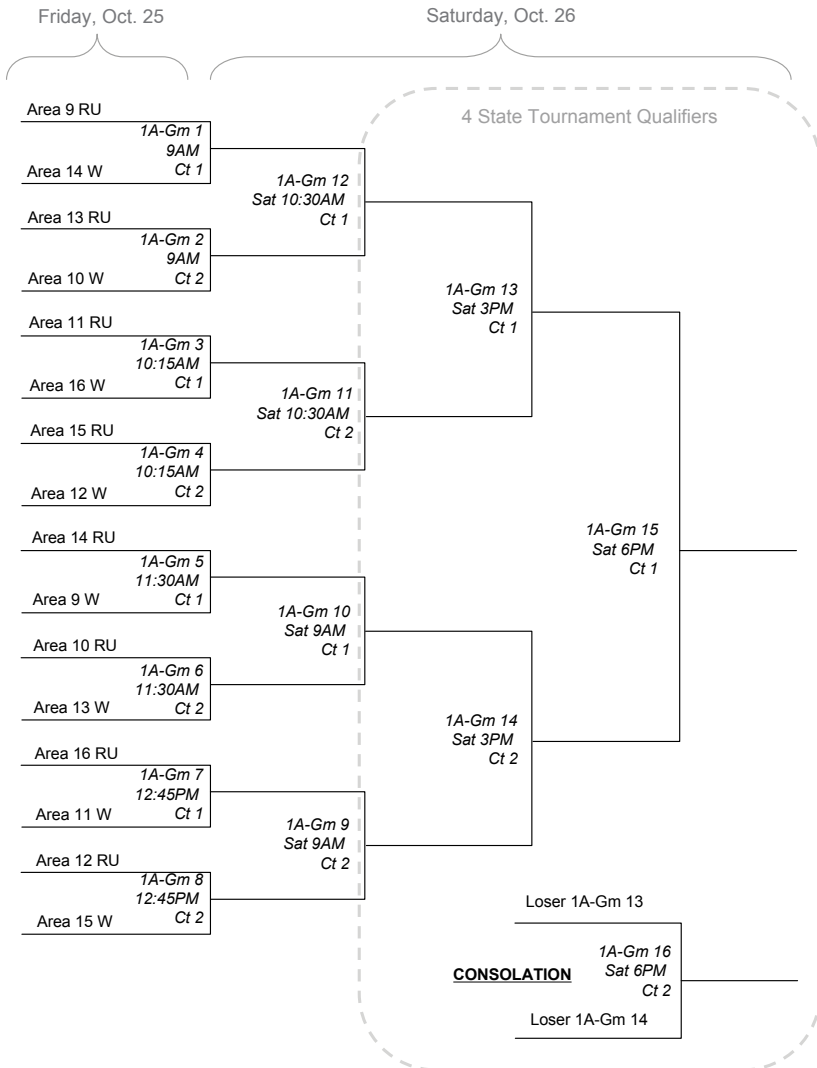 Friday, Oct. 25
Saturday, Oct. 26
4 State Tournament Qualifiers
Area 9 RU
1A-Gm 1
9AM
Ct 1
Area 14 W
1A-Gm 12
Sat 10:30AM
Ct 1
Area 13 RU
1A-Gm 2
9AM
Ct 2
Area 10 W
1A-Gm 13
Sat 3PM
Ct 1
Area 11 RU
1A-Gm 3
10:15AM
Ct 1
Area 16 W
1A-Gm 11
Sat 10:30AM
Ct 2
Area 15 RU
1A-Gm 4
10:15AM
Ct 2
Area 12 W
1A-Gm 15
Sat 6PM
Ct 1
Area 14 RU
1A-Gm 5
11:30AM
Ct 1
Area 9 W
1A-Gm 10
Sat 9AM
Ct 1
Area 10 RU
1A-Gm 6
11:30AM
Ct 2
Area 13 W
1A-Gm 14
Sat 3PM
Ct 2
Area 16 RU
1A-Gm 7
12:45PM
Ct 1
Area 11 W
1A-Gm 9
Sat 9AM
Ct 2
Area 12 RU
1A-Gm 8
12:45PM
Ct 2
Area 15 W
Loser 1A-Gm 13
1A-Gm 16
Sat 6PM
Ct 2
CONSOLATION
Loser 1A-Gm 14